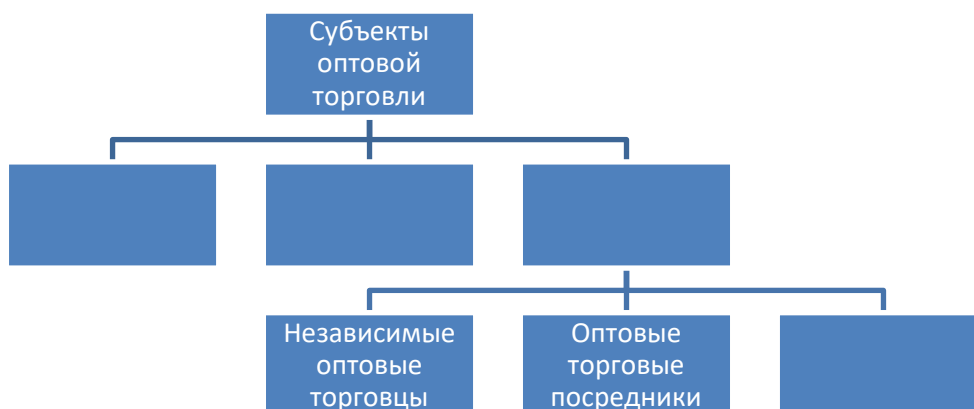 Субъекты
оптовой
торговли
Независимые
оптовые
торговцы
Оптовые
торговые
посредники